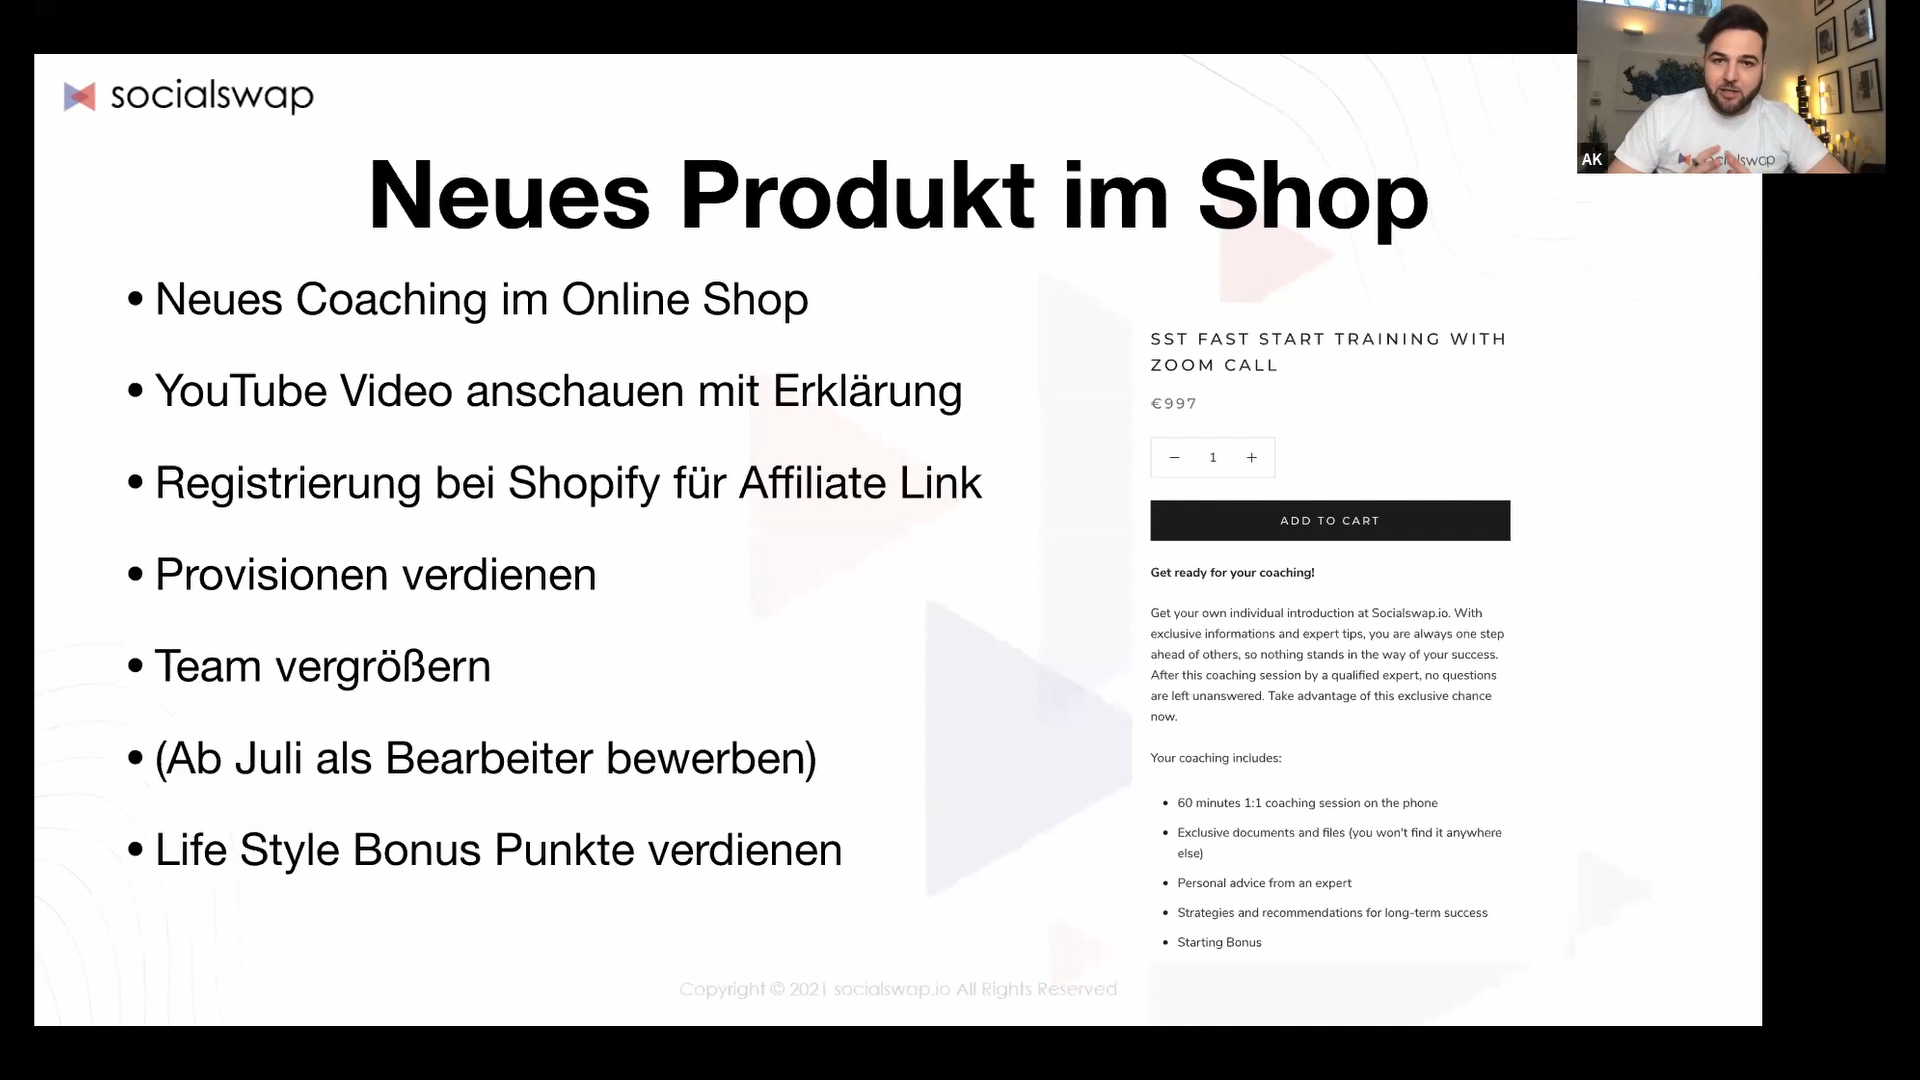 socialswap
Neues Produkt im Shop
• Neues Coaching im Online Shop
• YouTube Video anschauen mit Erklärung
• Registrierung bei Shopify für Affiliate Link
• Provisionen verdienen
• Team vergrößern
• (Ab Juli als Bearbeiter bewerben)
• Life Style Bonus Punkte verdienen
SST FAST START TRAINING WITH
ZOOM CALL
€997
− 1 +
ADD TO CART
Get ready for your coaching!
Get your own individual introduction at Socialswap.io. With
exclusive informations and expert tips, you are always one step
ahead of others, so nothing stands in the way of your success.
After this coaching session by a qualified expert, no questions
are left unanswered. Take advantage of this exclusive chance
now.
Your coaching includes:
• 60 minutes 1:1 coaching session on the phone
• Exclusive documents and files (you won't find it anywhere
else)
• Personal advice from an expert
• Strategies and recommendations for long-term success
• Starting Bonus
Copyright © 2021 socialswap.io All Rights Reserved
AK
socialswap